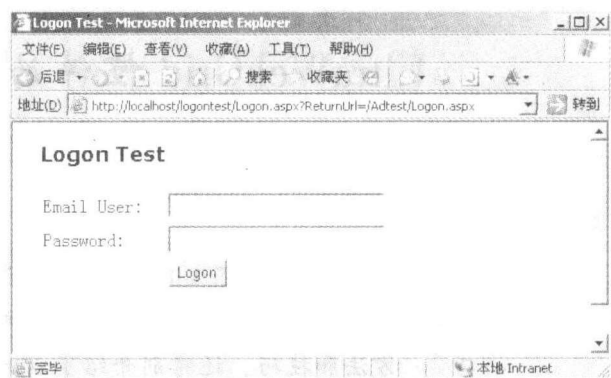 Logon Test - Microsoft Internet Explorer
文件(F) 编辑(E) 查看(V) 收藏(A) 工具(T) 帮助(H)
后退 搜索 收藏夹
地址(D) http://localhost/logontest/Logon.aspx?ReturnUrl=/Adtest/Logon.aspx 转到
Logon Test
Email User:
Password:
Logon
完毕 本地 Intranet